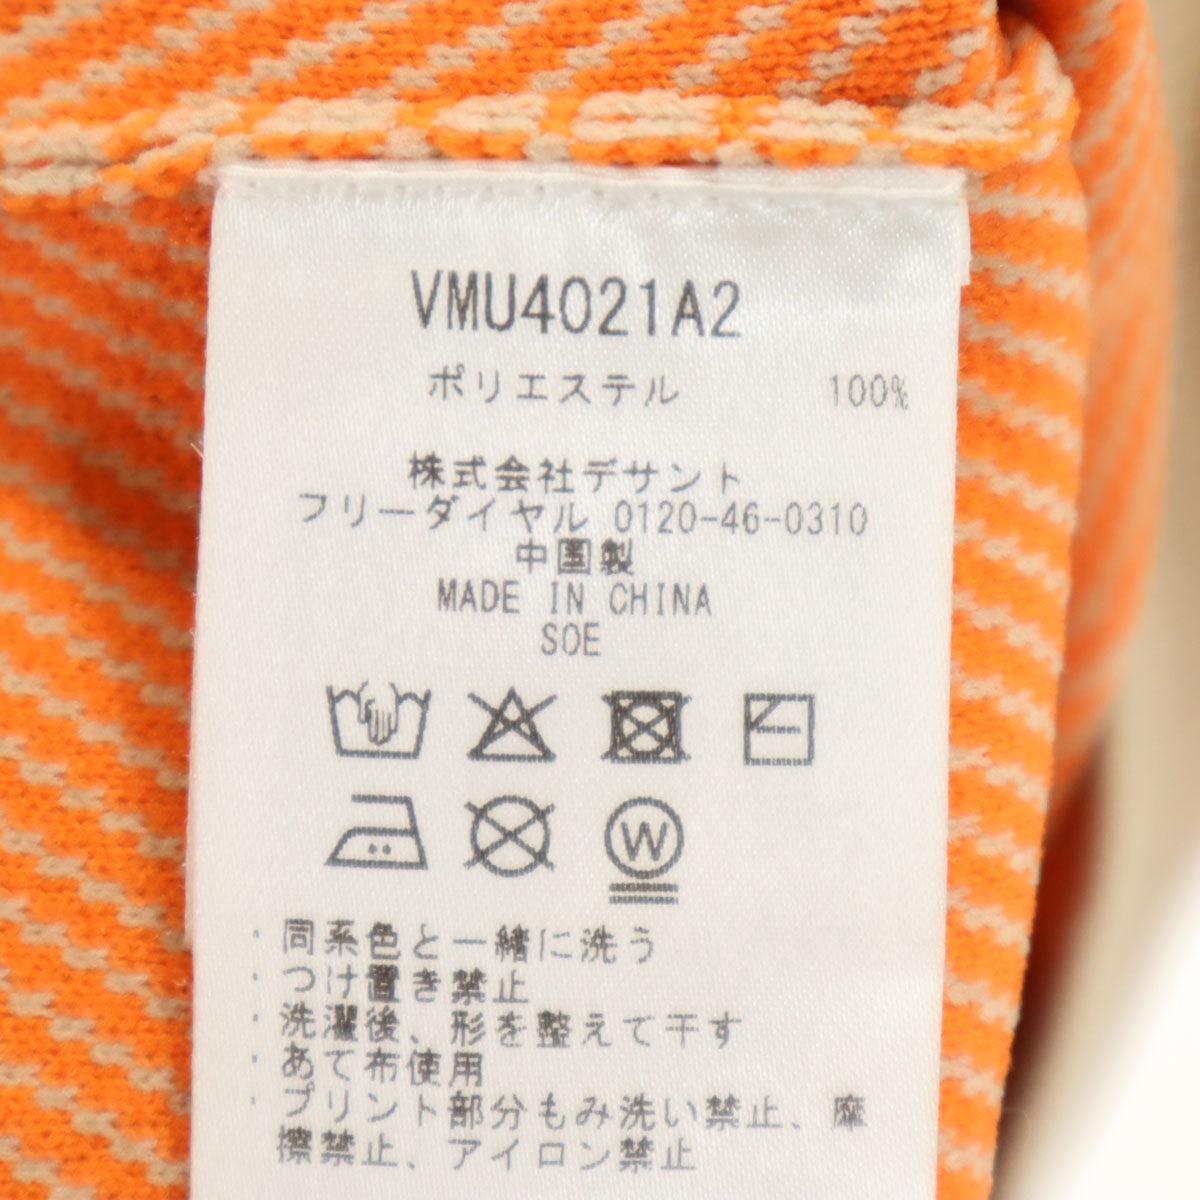 VMU4021A2
ポリエステル 100%
株式会社デサント
フリーダイヤル 0120-46-0310
中国製
MADE IN CHINA
SOE
W
・同系色と一緒に洗う
・つけ置き禁止
・洗濯後、形を整えて干す
・あて布使用
・プリント部分もみ洗い禁止、摩
擦禁止、アイロン禁止